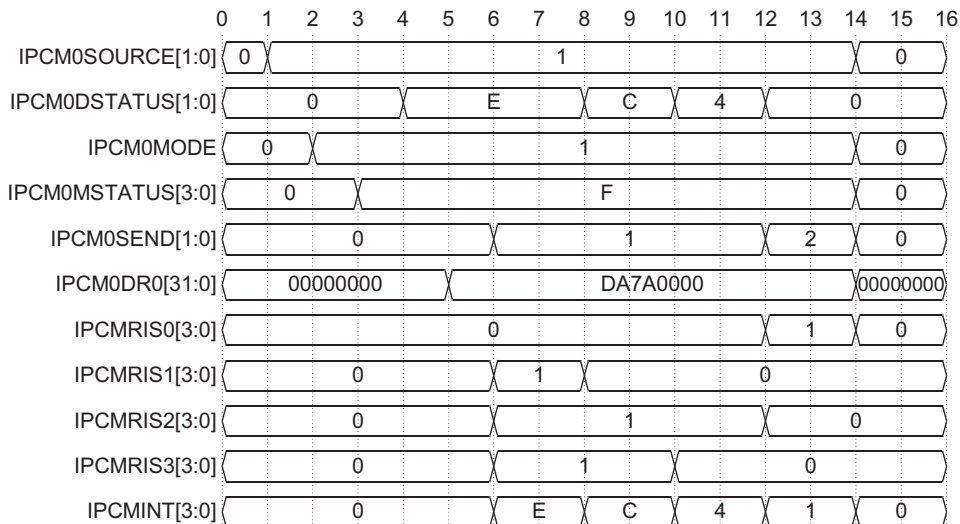 0 1 2 3 4 5 6 7 8 9 10 11 12 13 14 15 16
IPCM0SOURCE[1:0] 0 1 0
IPCM0DSTATUS[1:0] 0 E C 4 0
IPCM0MODE 0 1 0
IPCM0MSTATUS[3:0] 0 F 0
IPCM0SEND[1:0] 0 1 2 0
IPCM0DR0[31:0] 00000000 DA7A0000 00000000
IPCMRIS0[3:0] 0 1 0
IPCMRIS1[3:0] 0 1 0
IPCMRIS2[3:0] 0 1 0
IPCMRIS3[3:0] 0 1 0
IPCMINT[3:0] 0 E C 4 1 0